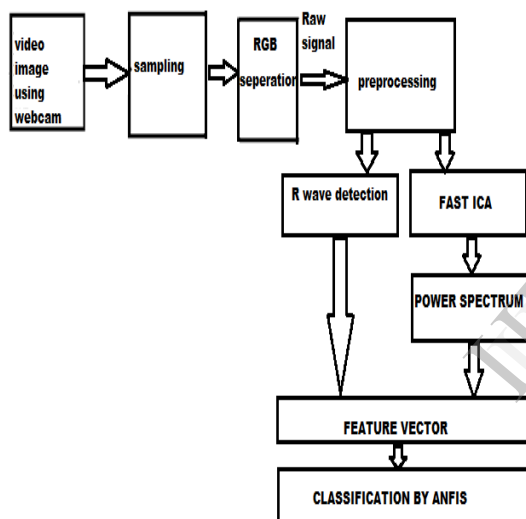 video
image
using
webcam
sampling
RGB
seperation
Raw
signal
preprocessing
R wave detection
FAST ICA
POWER SPECTRUM
FEATURE VECTOR
CLASSIFICATION BY ANFIS